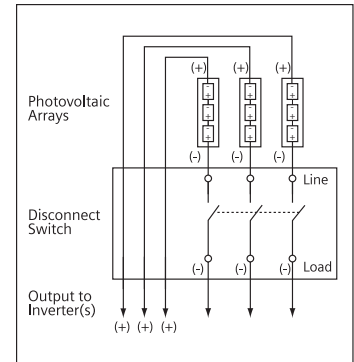 (+) (+) (+)
- + - + - +
- + - + - +
- + - + - +
Photovoltaic
Arrays
(-) (-) (-)
Line
Disconnect
Switch
(-) (-) (-) Load
Output to
Inverter(s)
(+) (+) (+)